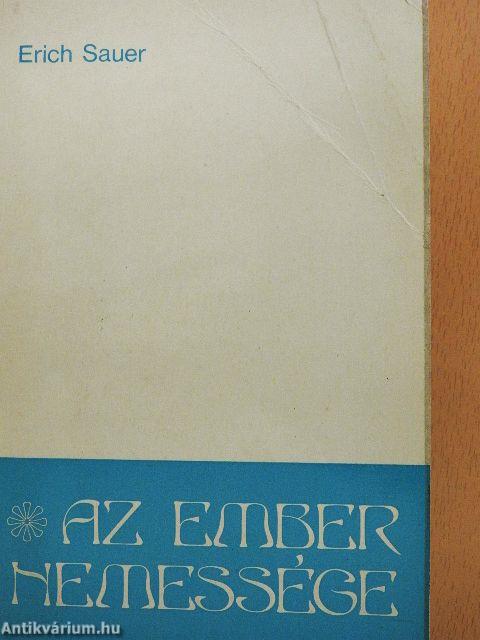 Erich Sauer
AZ EMBER
NEMESSÉGE
Antikvárium.hu